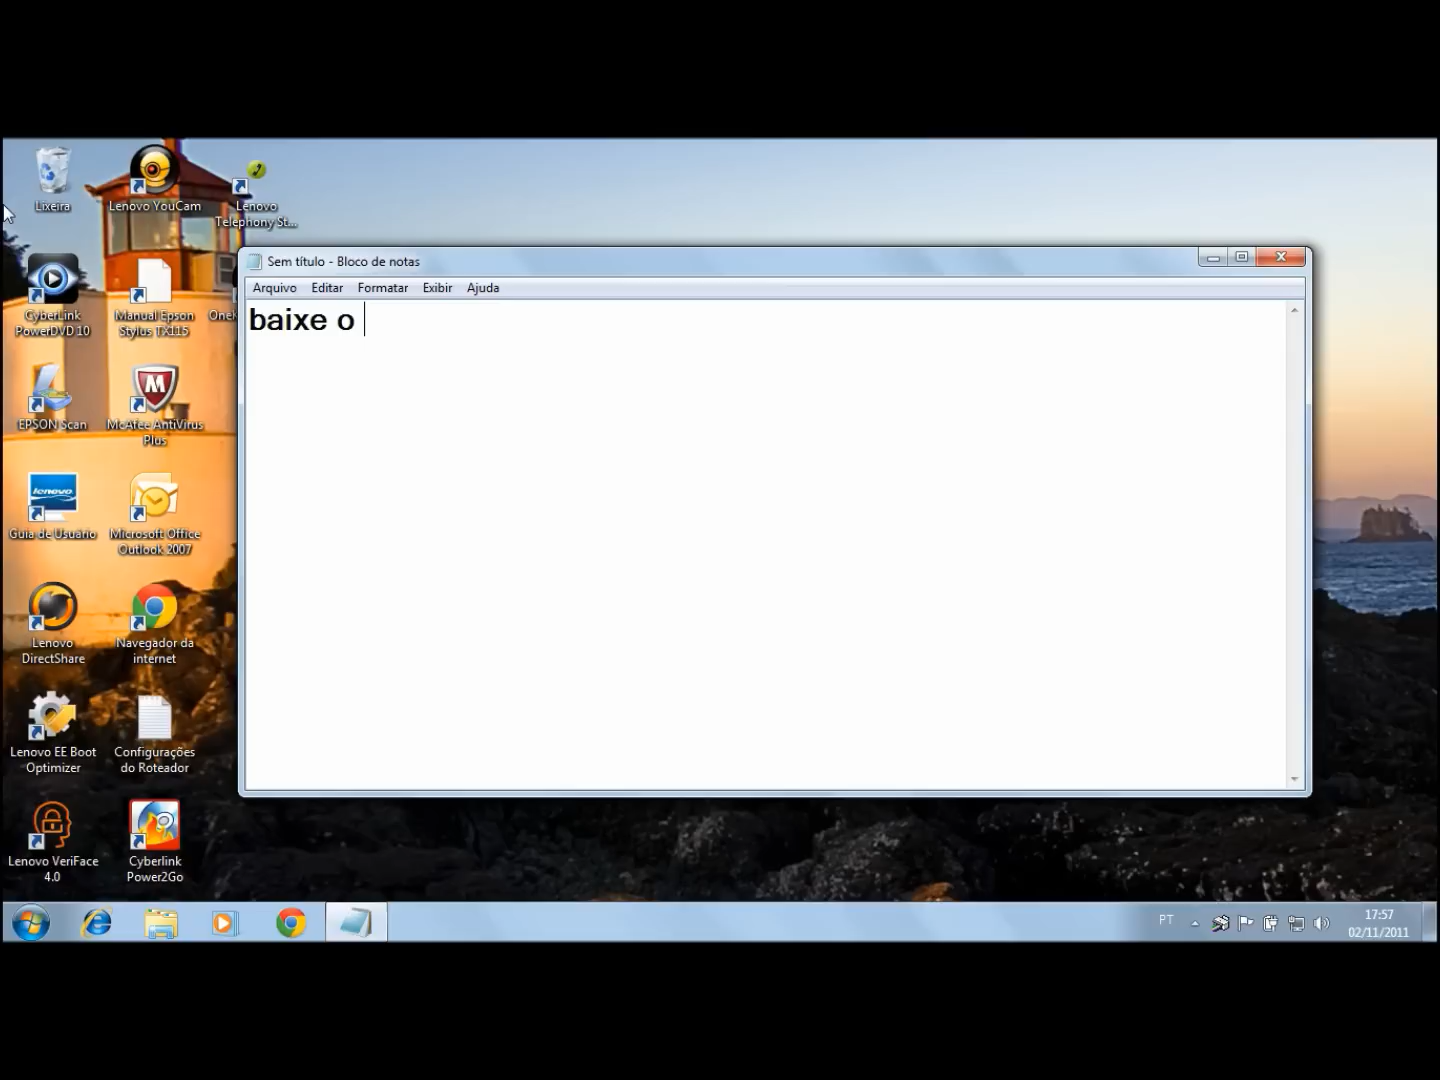 Lixeira
Lenovo YouCam
Lenovo
Telephony St...
CyberLink
PowerDVD 10
Manual Epson
Stylus TX115
OneK
EPSON Scan
McAfee AntiVirus
Plus
lenovo
Guia de Usuário
Microsoft Office
Outlook 2007
Lenovo
DirectShare
Navegador da
internet
Lenovo EE Boot
Optimizer
Configurações
do Roteador
Lenovo VeriFace
4.0
Cyberlink
Power2Go
Sem título - Bloco de notas
Arquivo Editar Formatar Exibir Ajuda
baixe o
PT
17:57
02/11/2011